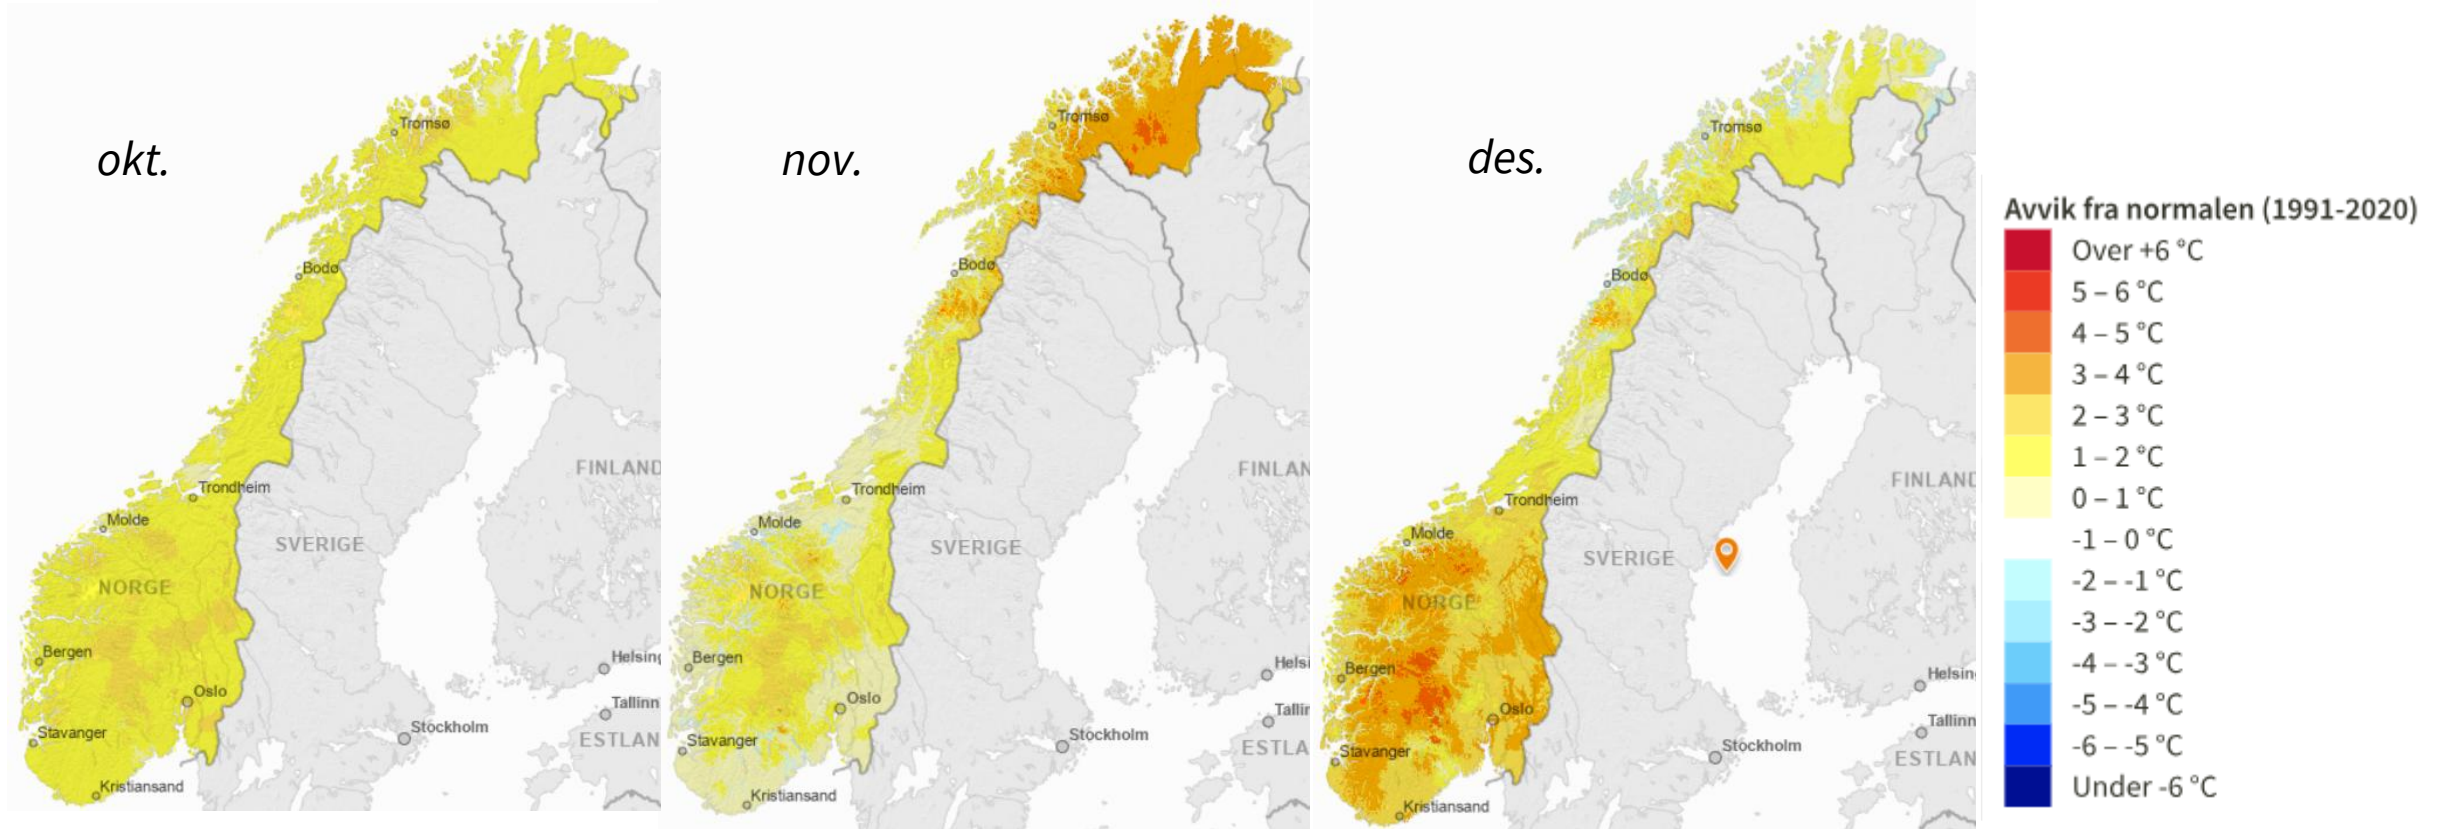 okt.
Tromsø
Bodø
FINLAND
Trondheim
Molde
SVERIGE
NORGE
Bergen
Helsin
Oslo
Tallinn
Stavanger
Stockholm
ESTLAN
Kristiansand
nov.
Tromsø
Bodø
FINLAN
Trondheim
Molde
SVERIGE
NORGE
Bergen
Helsi
Oslo
Tallin
Stavanger
Stockholm
ESTLA
Kristiansand
des.
Tromsø
Bodø
FINLAND
Trondheim
Molde
SVERIGE
NORGE
Bergen
Helsin
Oslo
Tallinn
Stavanger
Stockholm
ESTLAN
Kristiansand
Avvik fra normalen (1991-2020)
Over +6 °C
5 – 6 °C
4 – 5 °C
3 – 4 °C
2 – 3 °C
1 – 2 °C
0 – 1 °C
-1 – 0 °C
-2 – -1 °C
-3 – -2 °C
-4 – -3 °C
-5 – -4 °C
-6 – -5 °C
Under -6 °C